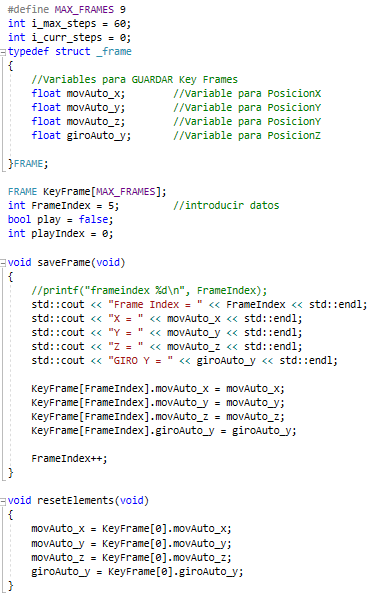 #define MAX_FRAMES 9
int i_max_steps = 60;
int i_curr_steps = 0;
typedef struct _frame
{
    //Variables para GUARDAR Key Frames
    float movAuto_x;        //Variable para PosicionX
    float movAuto_y;        //Variable para PosicionY
    float movAuto_z;        //Variable para PosicionY
    float giroAuto_y;       //Variable para PosicionZ

}FRAME;

FRAME KeyFrame[MAX_FRAMES];
int FrameIndex = 5;         //introducir datos
bool play = false;
int playIndex = 0;

void saveFrame(void)
{
    //printf("frameindex %d\n", FrameIndex);
    std::cout << "Frame Index = " << FrameIndex << std::endl;
    std::cout << "X = " << movAuto_x << std::endl;
    std::cout << "Y = " << movAuto_y << std::endl;
    std::cout << "Z = " << movAuto_z << std::endl;
    std::cout << "GIRO Y = " << giroAuto_y << std::endl;

    KeyFrame[FrameIndex].movAuto_x = movAuto_x;
    KeyFrame[FrameIndex].movAuto_y = movAuto_y;
    KeyFrame[FrameIndex].movAuto_z = movAuto_z;
    KeyFrame[FrameIndex].giroAuto_y = giroAuto_y;

    FrameIndex++;
}

void resetElements(void)
{
    movAuto_x = KeyFrame[0].movAuto_x;
    movAuto_y = KeyFrame[0].movAuto_y;
    movAuto_z = KeyFrame[0].movAuto_z;
    giroAuto_y = KeyFrame[0].giroAuto_y;
}